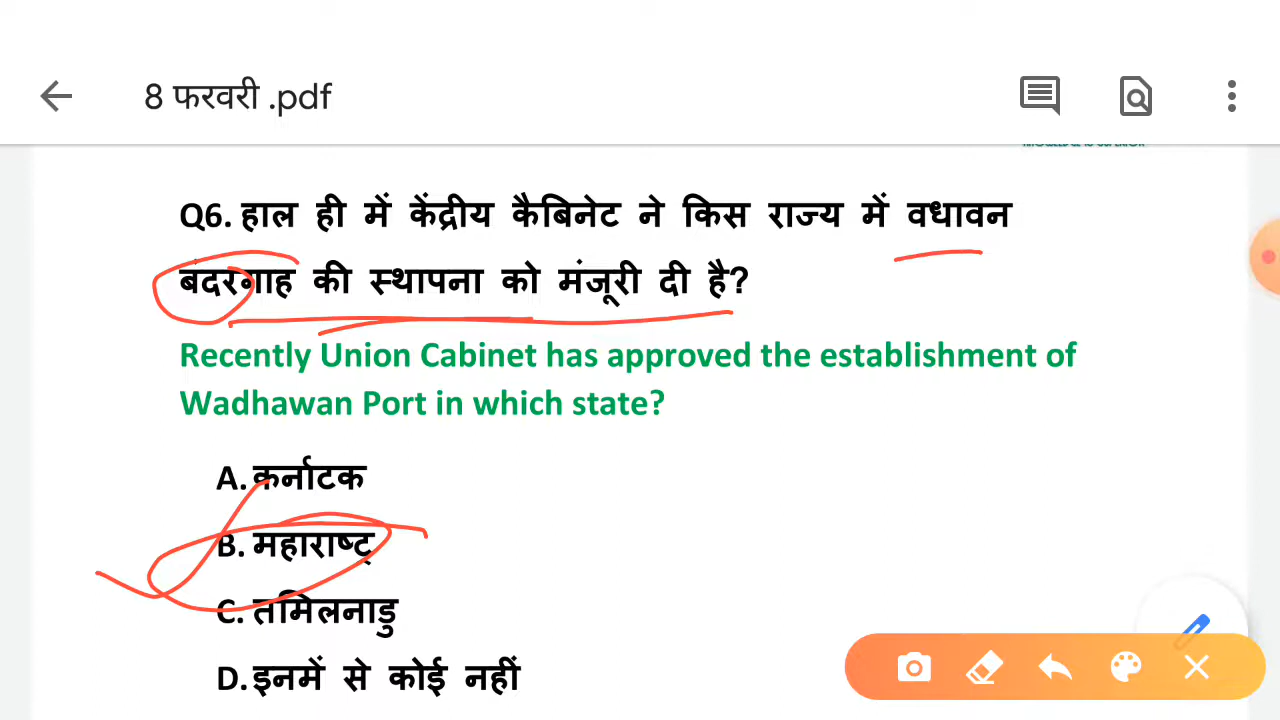 8 फरवरी .pdf
Q6. हाल ही में केंद्रीय कैबिनेट ने किस राज्य में वधावन
बंदरगाह की स्थापना को मंजूरी दी है?
Recently Union Cabinet has approved the establishment of
Wadhawan Port in which state?
A. कर्नाटक
B. महाराष्ट्
C. तमिलनाडु
D. इनमें से कोई नहीं